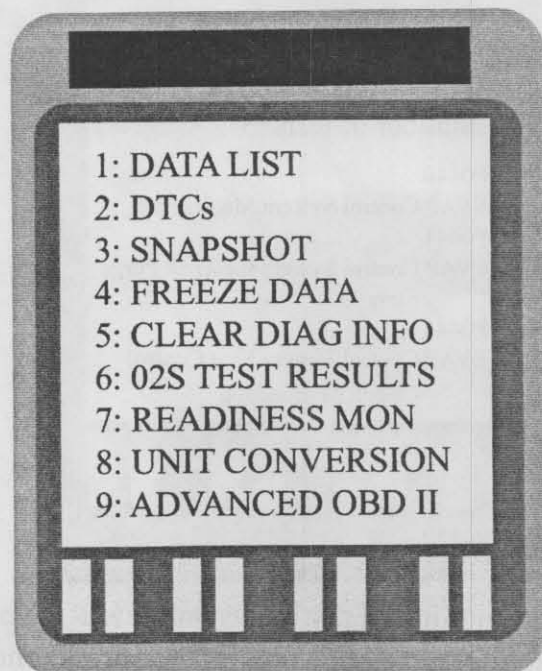 1: DATA LIST
2: DTCs
3: SNAPSHOT
4: FREEZE DATA
5: CLEAR DIAG INFO
6: 02S TEST RESULTS
7: READINESS MON
8: UNIT CONVERSION
9: ADVANCED OBD II